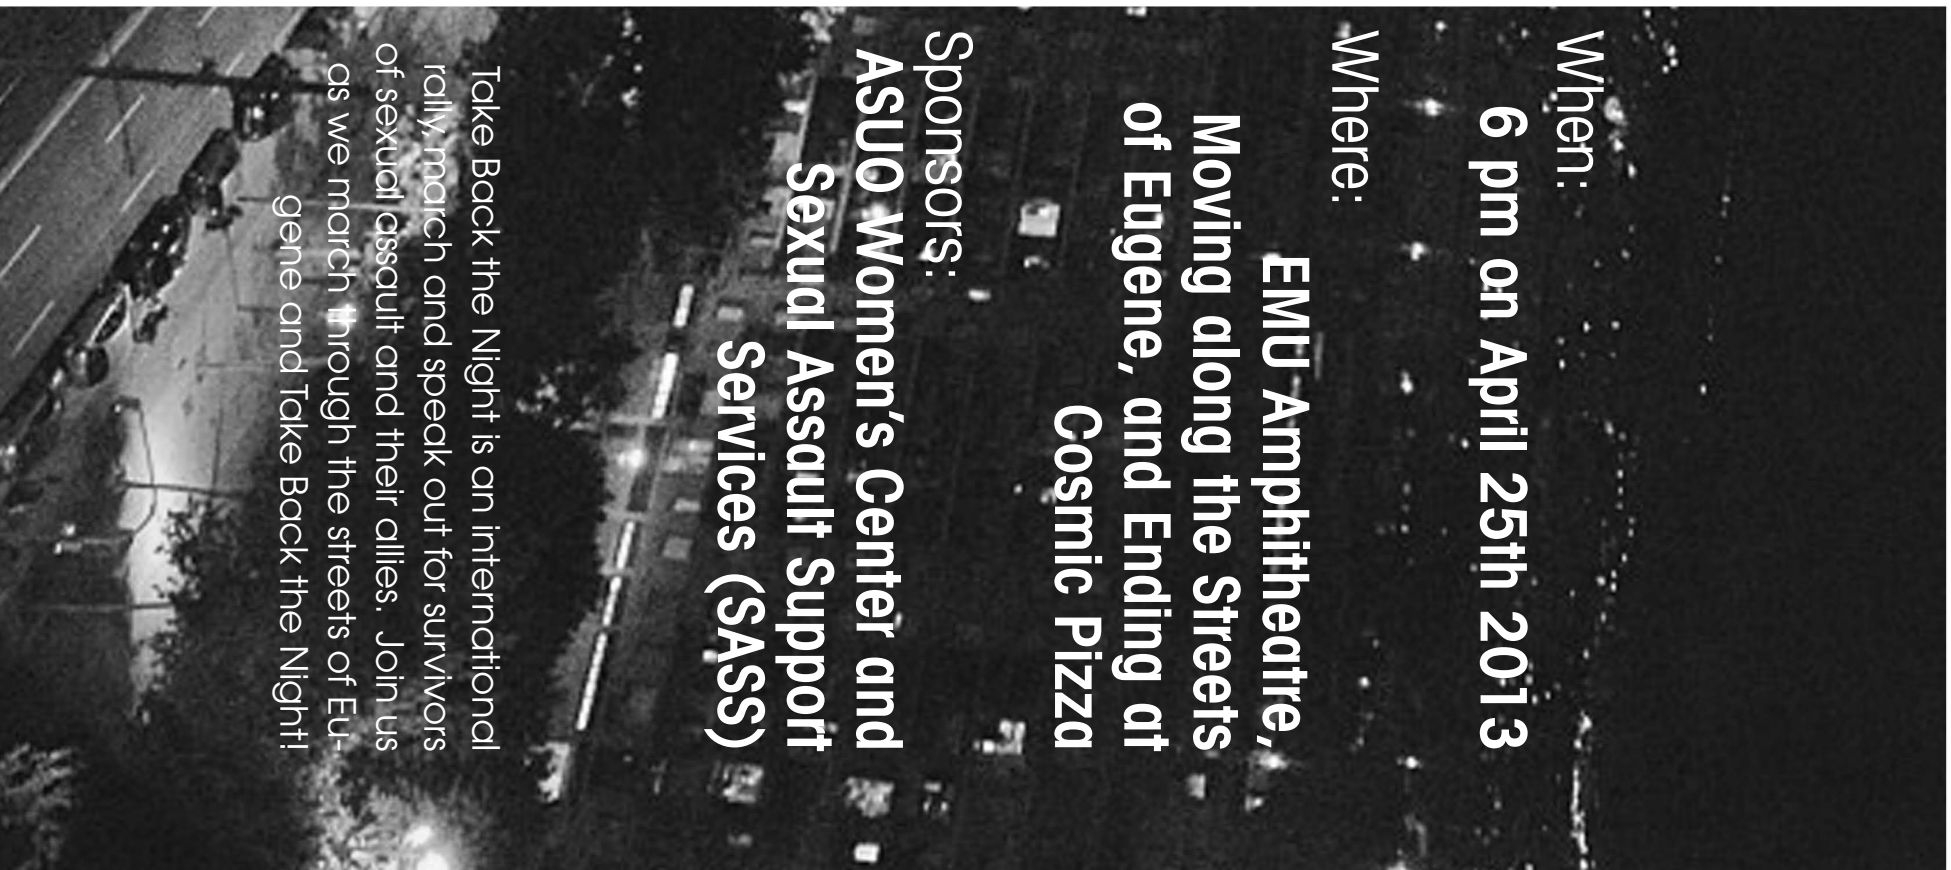 When:
6 pm on April 25th 2013
Where:
EMU Amphitheatre,
Moving along the Streets
of Eugene, and Ending at
Cosmic Pizza
Sponsors:
ASUO Women's Center and
Sexual Assault Support
Services (SASS)
Take Back the Night is an international
rally, march and speak out for survivors
of sexual assault and their allies. Join us
as we march through the streets of Eu-
gene and Take Back the Night!